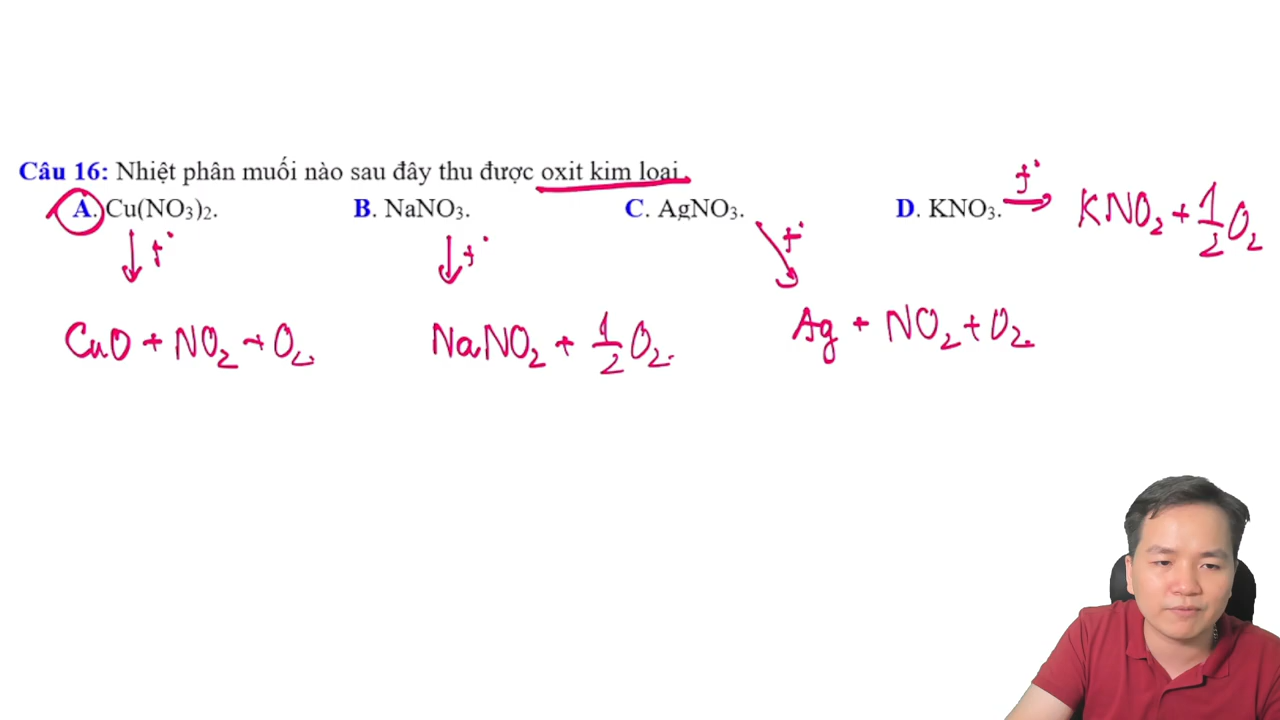 Câu 16: Nhiệt phân muối nào sau đây thu được oxit kim loại
A. Cu(NO₃)₂. B. NaNO₃. C. AgNO₃. D. KNO₃. t° KNO₂ + 1/2 O₂
t° t° t°
CuO + NO₂ + O₂. NaNO₂ + 1/2 O₂. Ag + NO₂ + O₂.